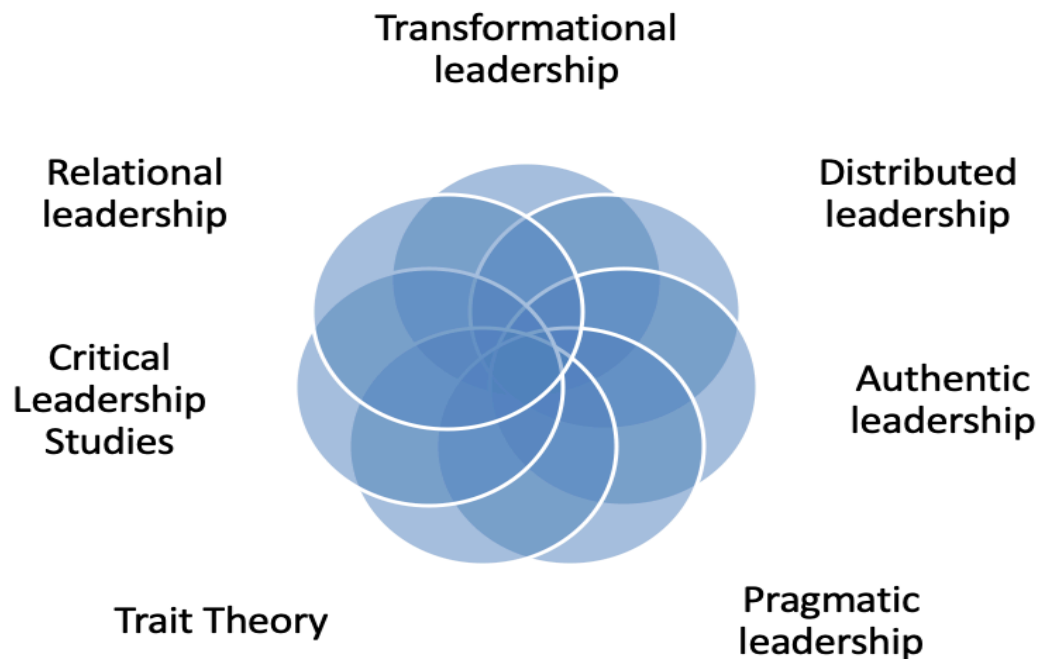 Transformational
leadership
Relational
leadership
Distributed
leadership
Critical
Leadership
Studies
Authentic
leadership
Trait Theory
Pragmatic
leadership